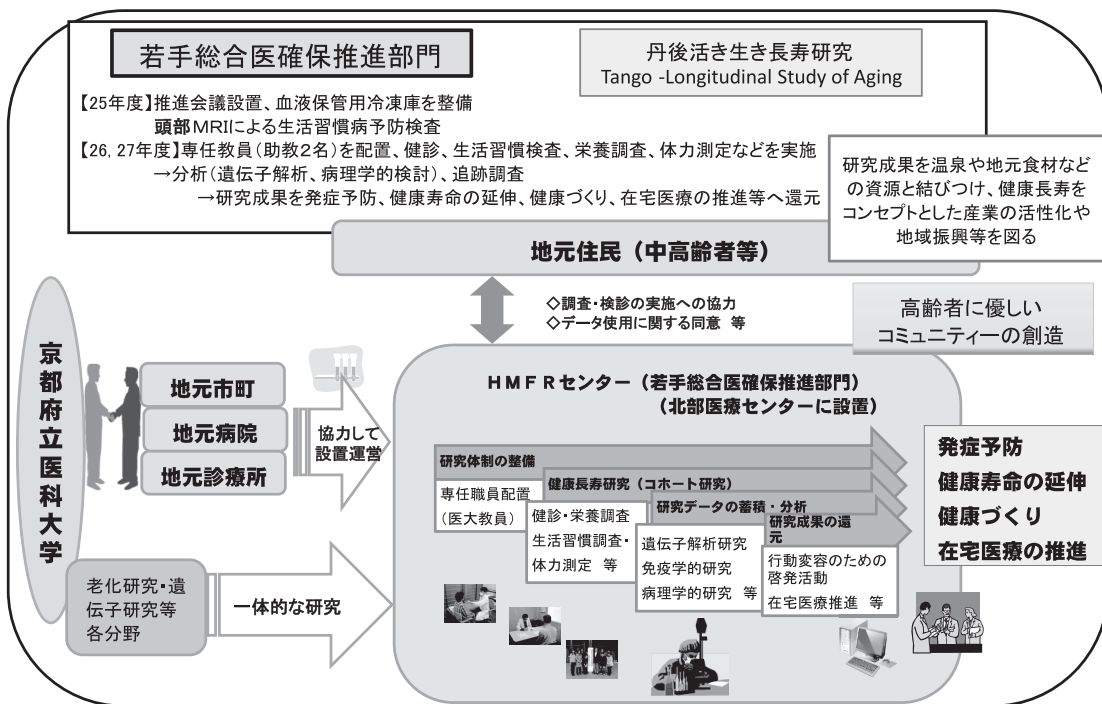 若手総合医確保推進部門
丹後活き生き長寿研究
Tango -Longitudinal Study of Aging
【25年度】推進会議設置、血液保管用冷凍庫を整備
頭部MRIによる生活習慣病予防検査
【26, 27年度】専任教員(助教2名)を配置、健診、生活習慣検査、栄養調査、体力測定などを実施
→分析(遺伝子解析、病理学的検討)、追跡調査
→研究成果を発症予防、健康寿命の延伸、健康づくり、在宅医療の推進等へ還元
研究成果を温泉や地元食材など
の資源と結びつけ、健康長寿を
コンセプトとした産業の活性化や
地域振興等を図る
地元住民(中高齢者等)
◇調査・検診の実施への協力
◇データ使用に関する同意 等
高齢者に優しい
コミュニティーの創造
京都府立医科大学
地元市町
地元病院
地元診療所
協力して
設置運営
HMFRセンター(若手総合医確保推進部門)
(北部医療センターに設置)
研究体制の整備
専任職員配置
(医大教員)
健康長寿研究(コホート研究)
健診・栄養調査
生活習慣調査・
体力測定 等
研究データの蓄積・分析
遺伝子解析研究
免疫学的研究
病理学的研究 等
研究成果の還
元
行動変容のための
啓発活動
在宅医療推進 等
発症予防
健康寿命の延伸
健康づくり
在宅医療の推進
老化研究・遺
伝子研究等
各分野
一体的な研究